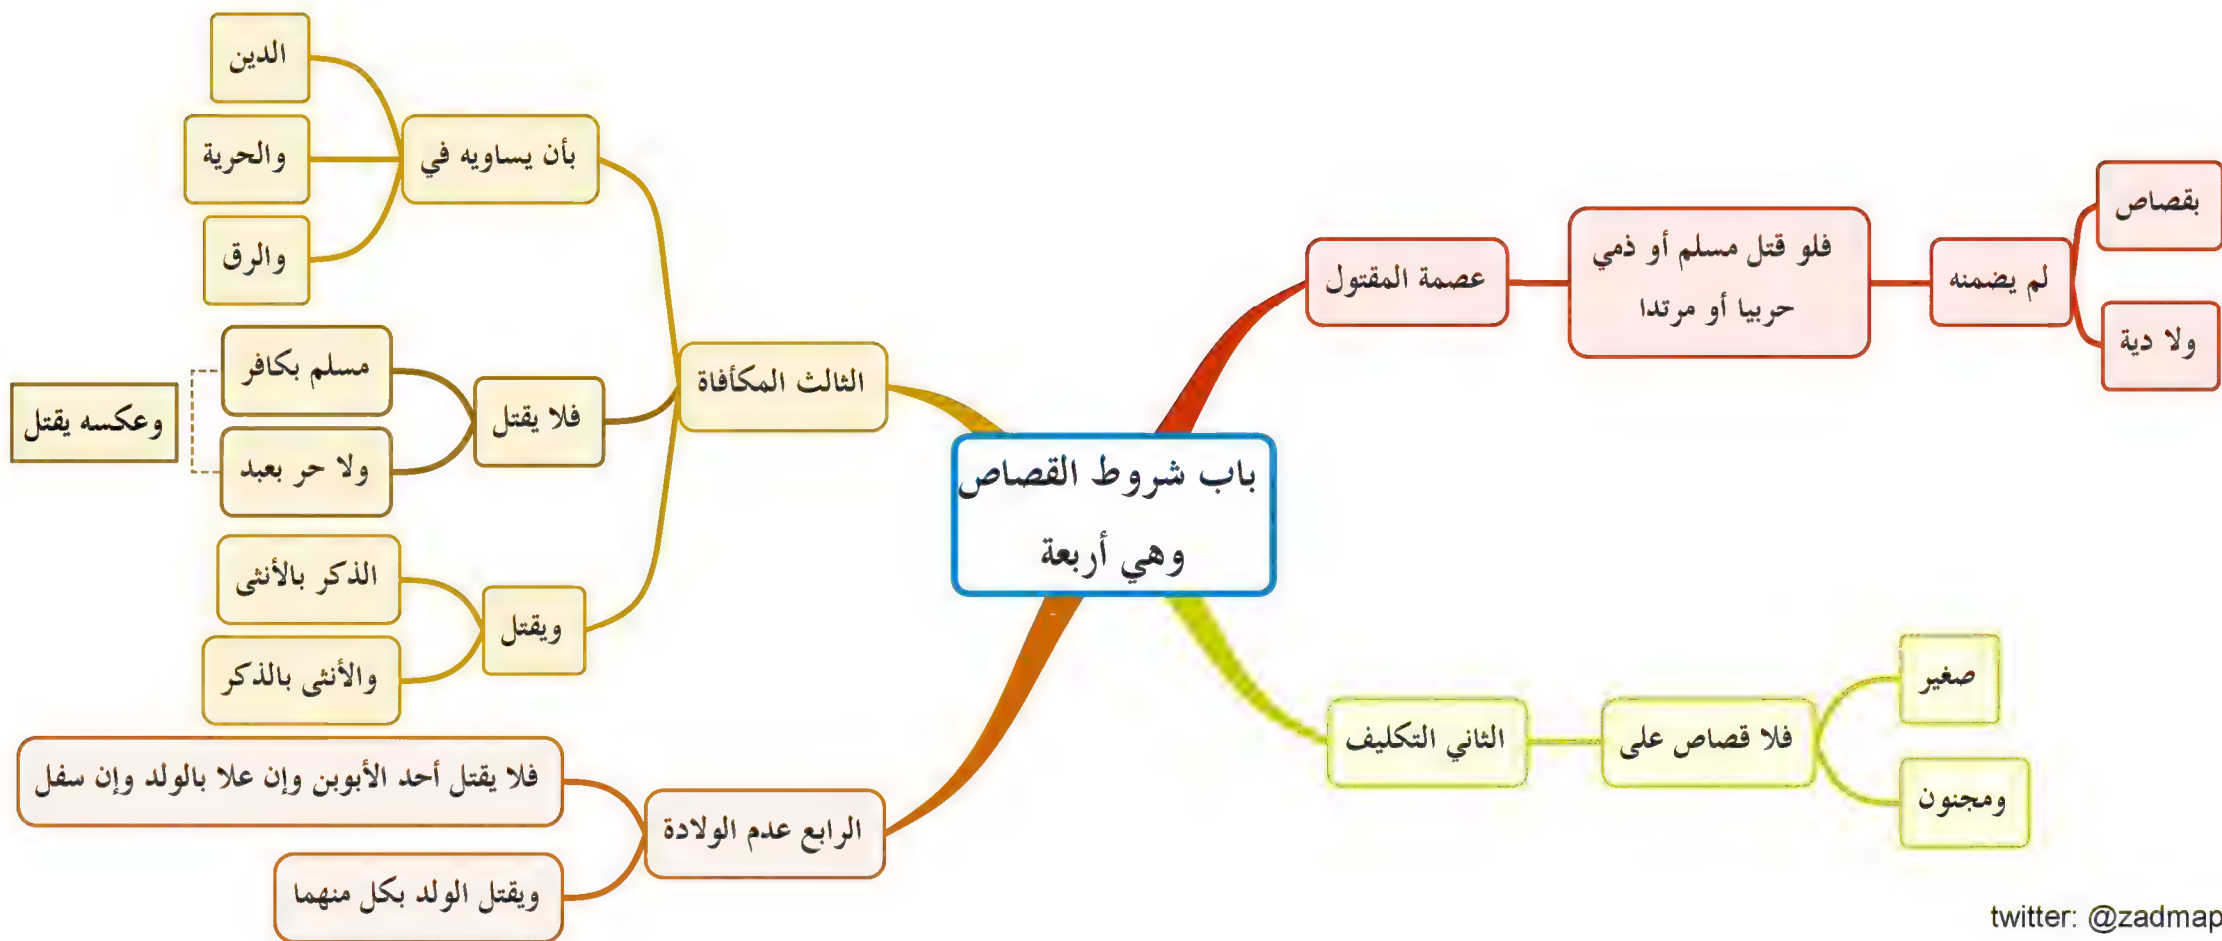 باب شروط القصاص
وهي أربعة
عصمة المقتول
فلو قتل مسلم أو ذمي
حربيا أو مرتدا
لم يضمنه
بقصاص
ولا دية
الثاني التكليف
فلا قصاص على
صغير
ومجنون
الثالث المكأفاة
بأن يساويه في
الدين
والحرية
والرق
فلا يقتل
مسلم بكافر
ولا حر بعبد
وعكسه يقتل
ويقتل
الذكر بالأنثى
والأنثى بالذكر
الرابع عدم الولادة
فلا يقتل أحد الأبوين وإن علا بالولد وإن سفل
ويقتل الولد بكل منهما
twitter: @zadmap